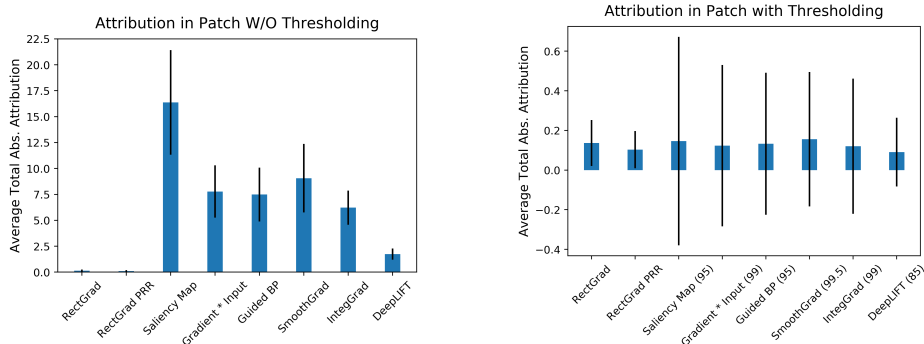 Attribution in Patch W/O Thresholding
Average Total Abs. Attribution
22.5
20.0
17.5
15.0
12.5
10.0
7.5
5.0
2.5
0.0
RectGrad
RectGrad PRR
Saliency Map
Gradient * Input
Guided BP
SmoothGrad
IntegGrad
DeepLIFT
Attribution in Patch with Thresholding
Average Total Abs. Attribution
0.6
0.4
0.2
0.0
−0.2
−0.4
RectGrad
RectGrad PRR
Saliency Map (95)
Gradient * Input (99)
Guided BP (95)
SmoothGrad (99.5)
IntegGrad (99)
DeepLIFT (85)